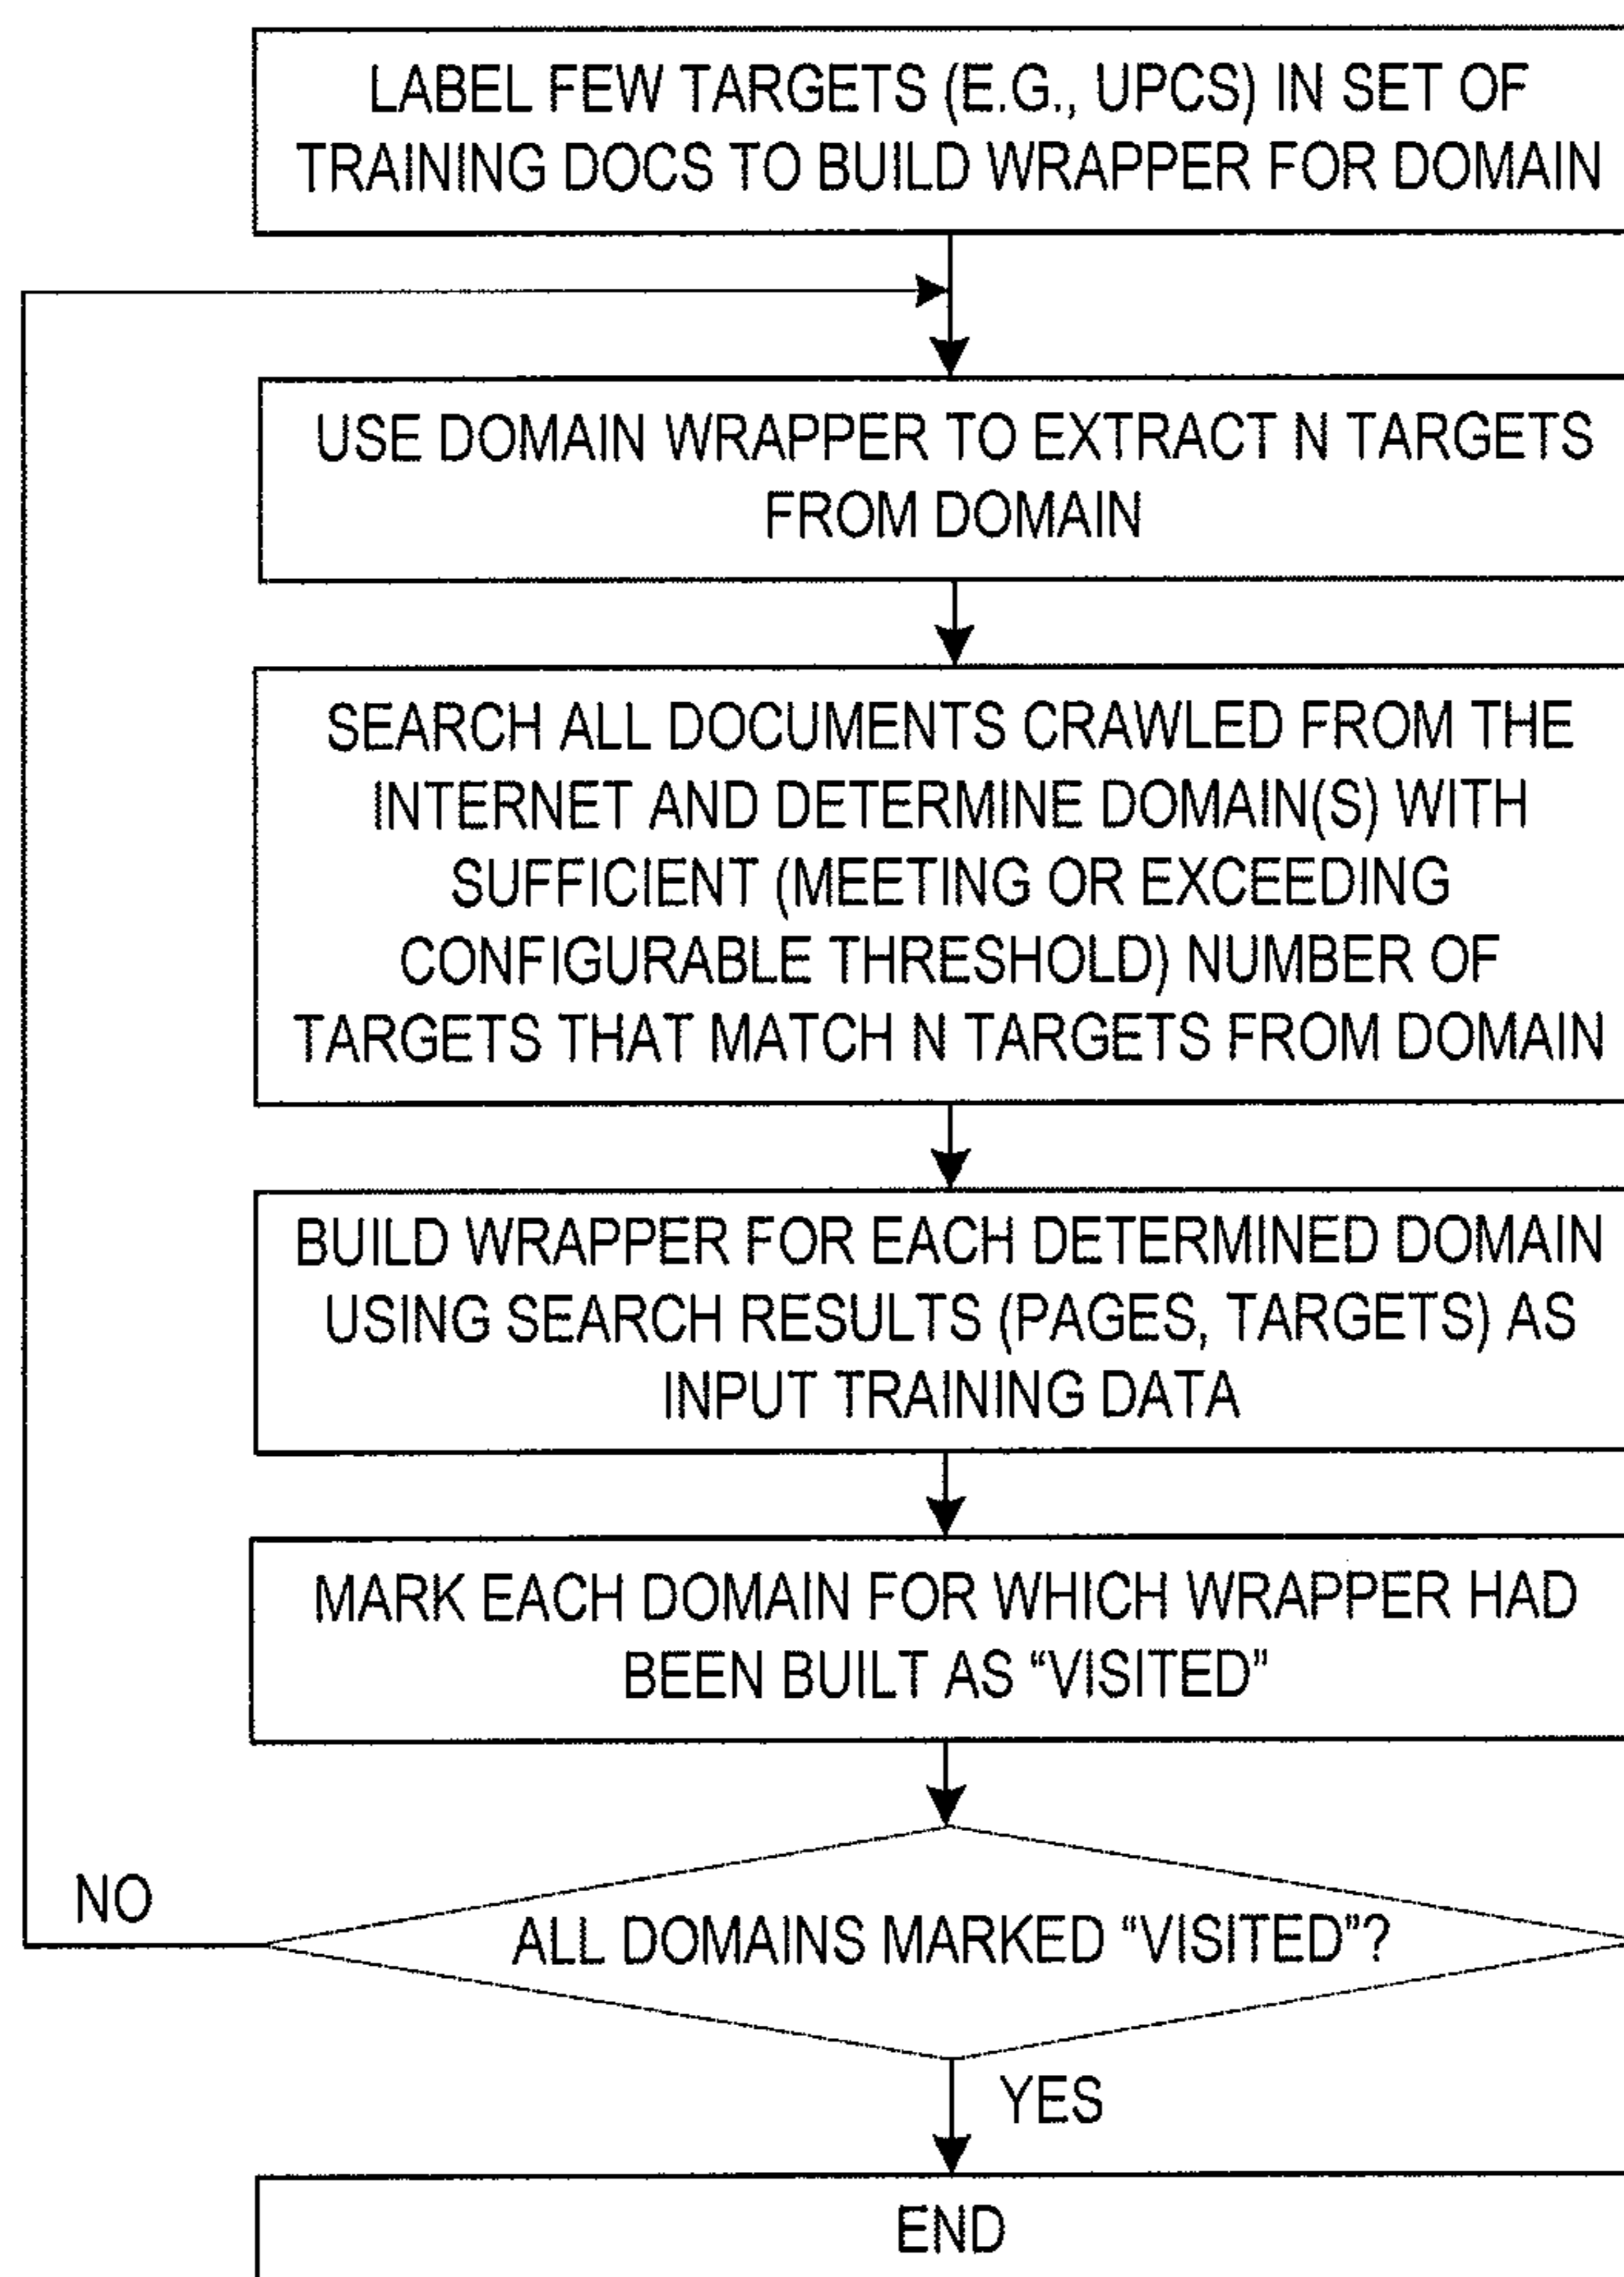 LABEL FEW TARGETS (E.G., UPCS) IN SET OF
TRAINING DOCS TO BUILD WRAPPER FOR DOMAIN
USE DOMAIN WRAPPER TO EXTRACT N TARGETS
FROM DOMAIN
SEARCH ALL DOCUMENTS CRAWLED FROM THE
INTERNET AND DETERMINE DOMAIN(S) WITH
SUFFICIENT (MEETING OR EXCEEDING
CONFIGURABLE THRESHOLD) NUMBER OF
TARGETS THAT MATCH N TARGETS FROM DOMAIN
BUILD WRAPPER FOR EACH DETERMINED DOMAIN
USING SEARCH RESULTS (PAGES, TARGETS) AS
INPUT TRAINING DATA
MARK EACH DOMAIN FOR WHICH WRAPPER HAD
BEEN BUILT AS “VISITED”
NO
ALL DOMAINS MARKED “VISITED”?
YES
END